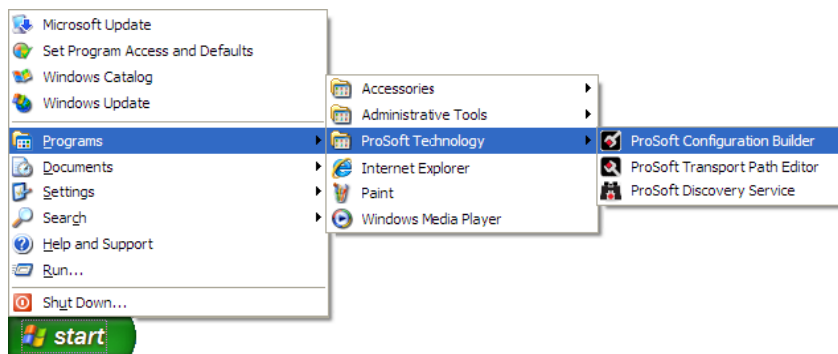 Microsoft Update
Set Program Access and Defaults
Windows Catalog
Windows Update
Programs
Documents
Settings
Search
Help and Support
Run...
Shut Down...
start
Accessories
Administrative Tools
ProSoft Technology
Internet Explorer
Paint
Windows Media Player
ProSoft Configuration Builder
ProSoft Transport Path Editor
ProSoft Discovery Service